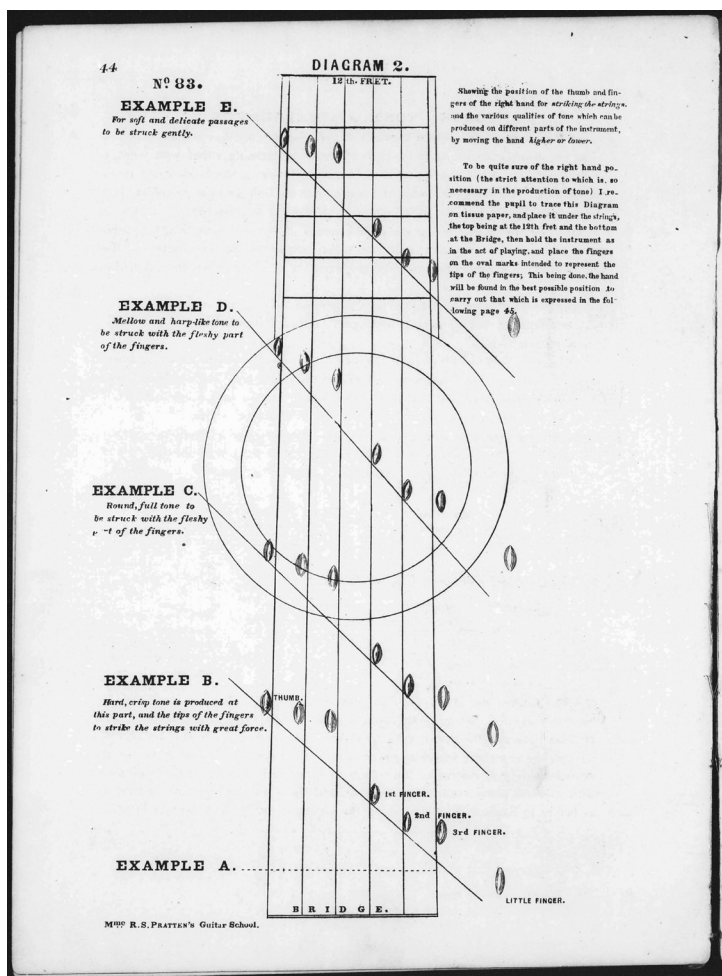 44
DIAGRAM 2.
Nº 83.
12th. FRET.
EXAMPLE E.
For soft and delicate passages
to be struck gently.
Shewing the position of the thumb and fin-
gers of the right hand for striking the strings,
and the various qualities of tone which can be
produced on different parts of the instrument,
by moving the hand higher or lower.
To be quite sure of the right hand po-
sition (the strict attention to which is, so
necessary in the production of tone) I re-
commend the pupil to trace this Diagram
on tissue paper, and place it under the strings,
the top being at the 12th fret and the bottom
at the Bridge, then hold the instrument as
in the act of playing, and place the fingers
on the oval marks intended to represent the
tips of the fingers; This being done, the hand
will be found in the best possible position to
carry out that which is expressed in the fol-
lowing page 45.
EXAMPLE D.
Mellow and harp-like tone to
be struck with the fleshy part
of the fingers.
EXAMPLE C.
Round, full tone to
be struck with the fleshy
of the fingers.
EXAMPLE B.
Hard, crisp tone is produced at
this part, and the tips of the fingers
to strike the strings with great force.
THUMB.
1st FINGER.
2nd FINGER.
3rd FINGER.
EXAMPLE A.
LITTLE FINGER.
BRIDGE.
Mme R. S. PRATTEN'S Guitar School.